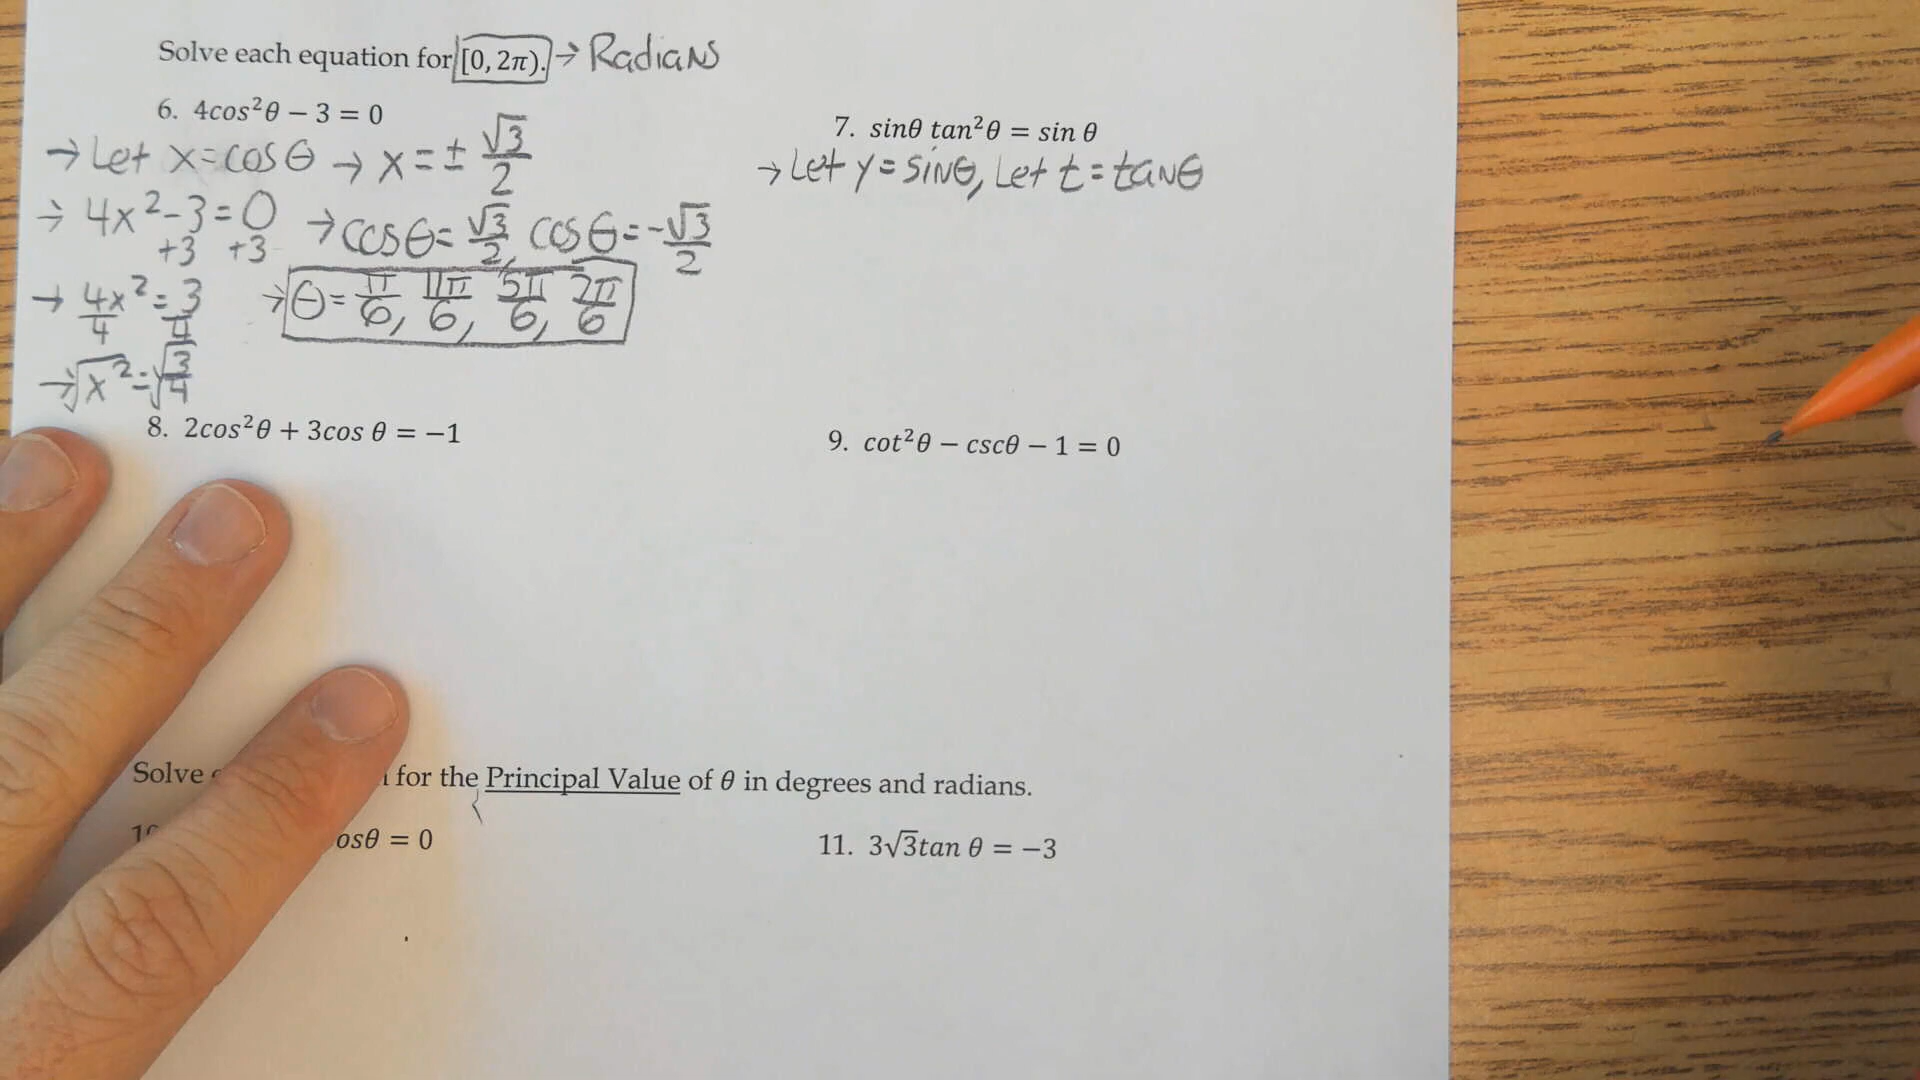 Solve each equation for [0, 2π). → Radians
6. 4cos²θ − 3 = 0
→ Let x = cosθ → x = ± √3/2
→ 4x² - 3 = 0
+3 +3
→ cosθ = √3/2, cosθ = -√3/2
→ 4x²/4 = 3/4
→ θ = π/6, 11π/6, 5π/6, 7π/6
→ √x² = √3/4
7. sinθ tan²θ = sin θ
→ Let y = sinθ, Let t = tanθ
8. 2cos²θ + 3cos θ = −1
9. cot²θ − cscθ − 1 = 0
Solve for the Principal Value of θ in degrees and radians.
osθ = 0
11. 3√3tan θ = −3